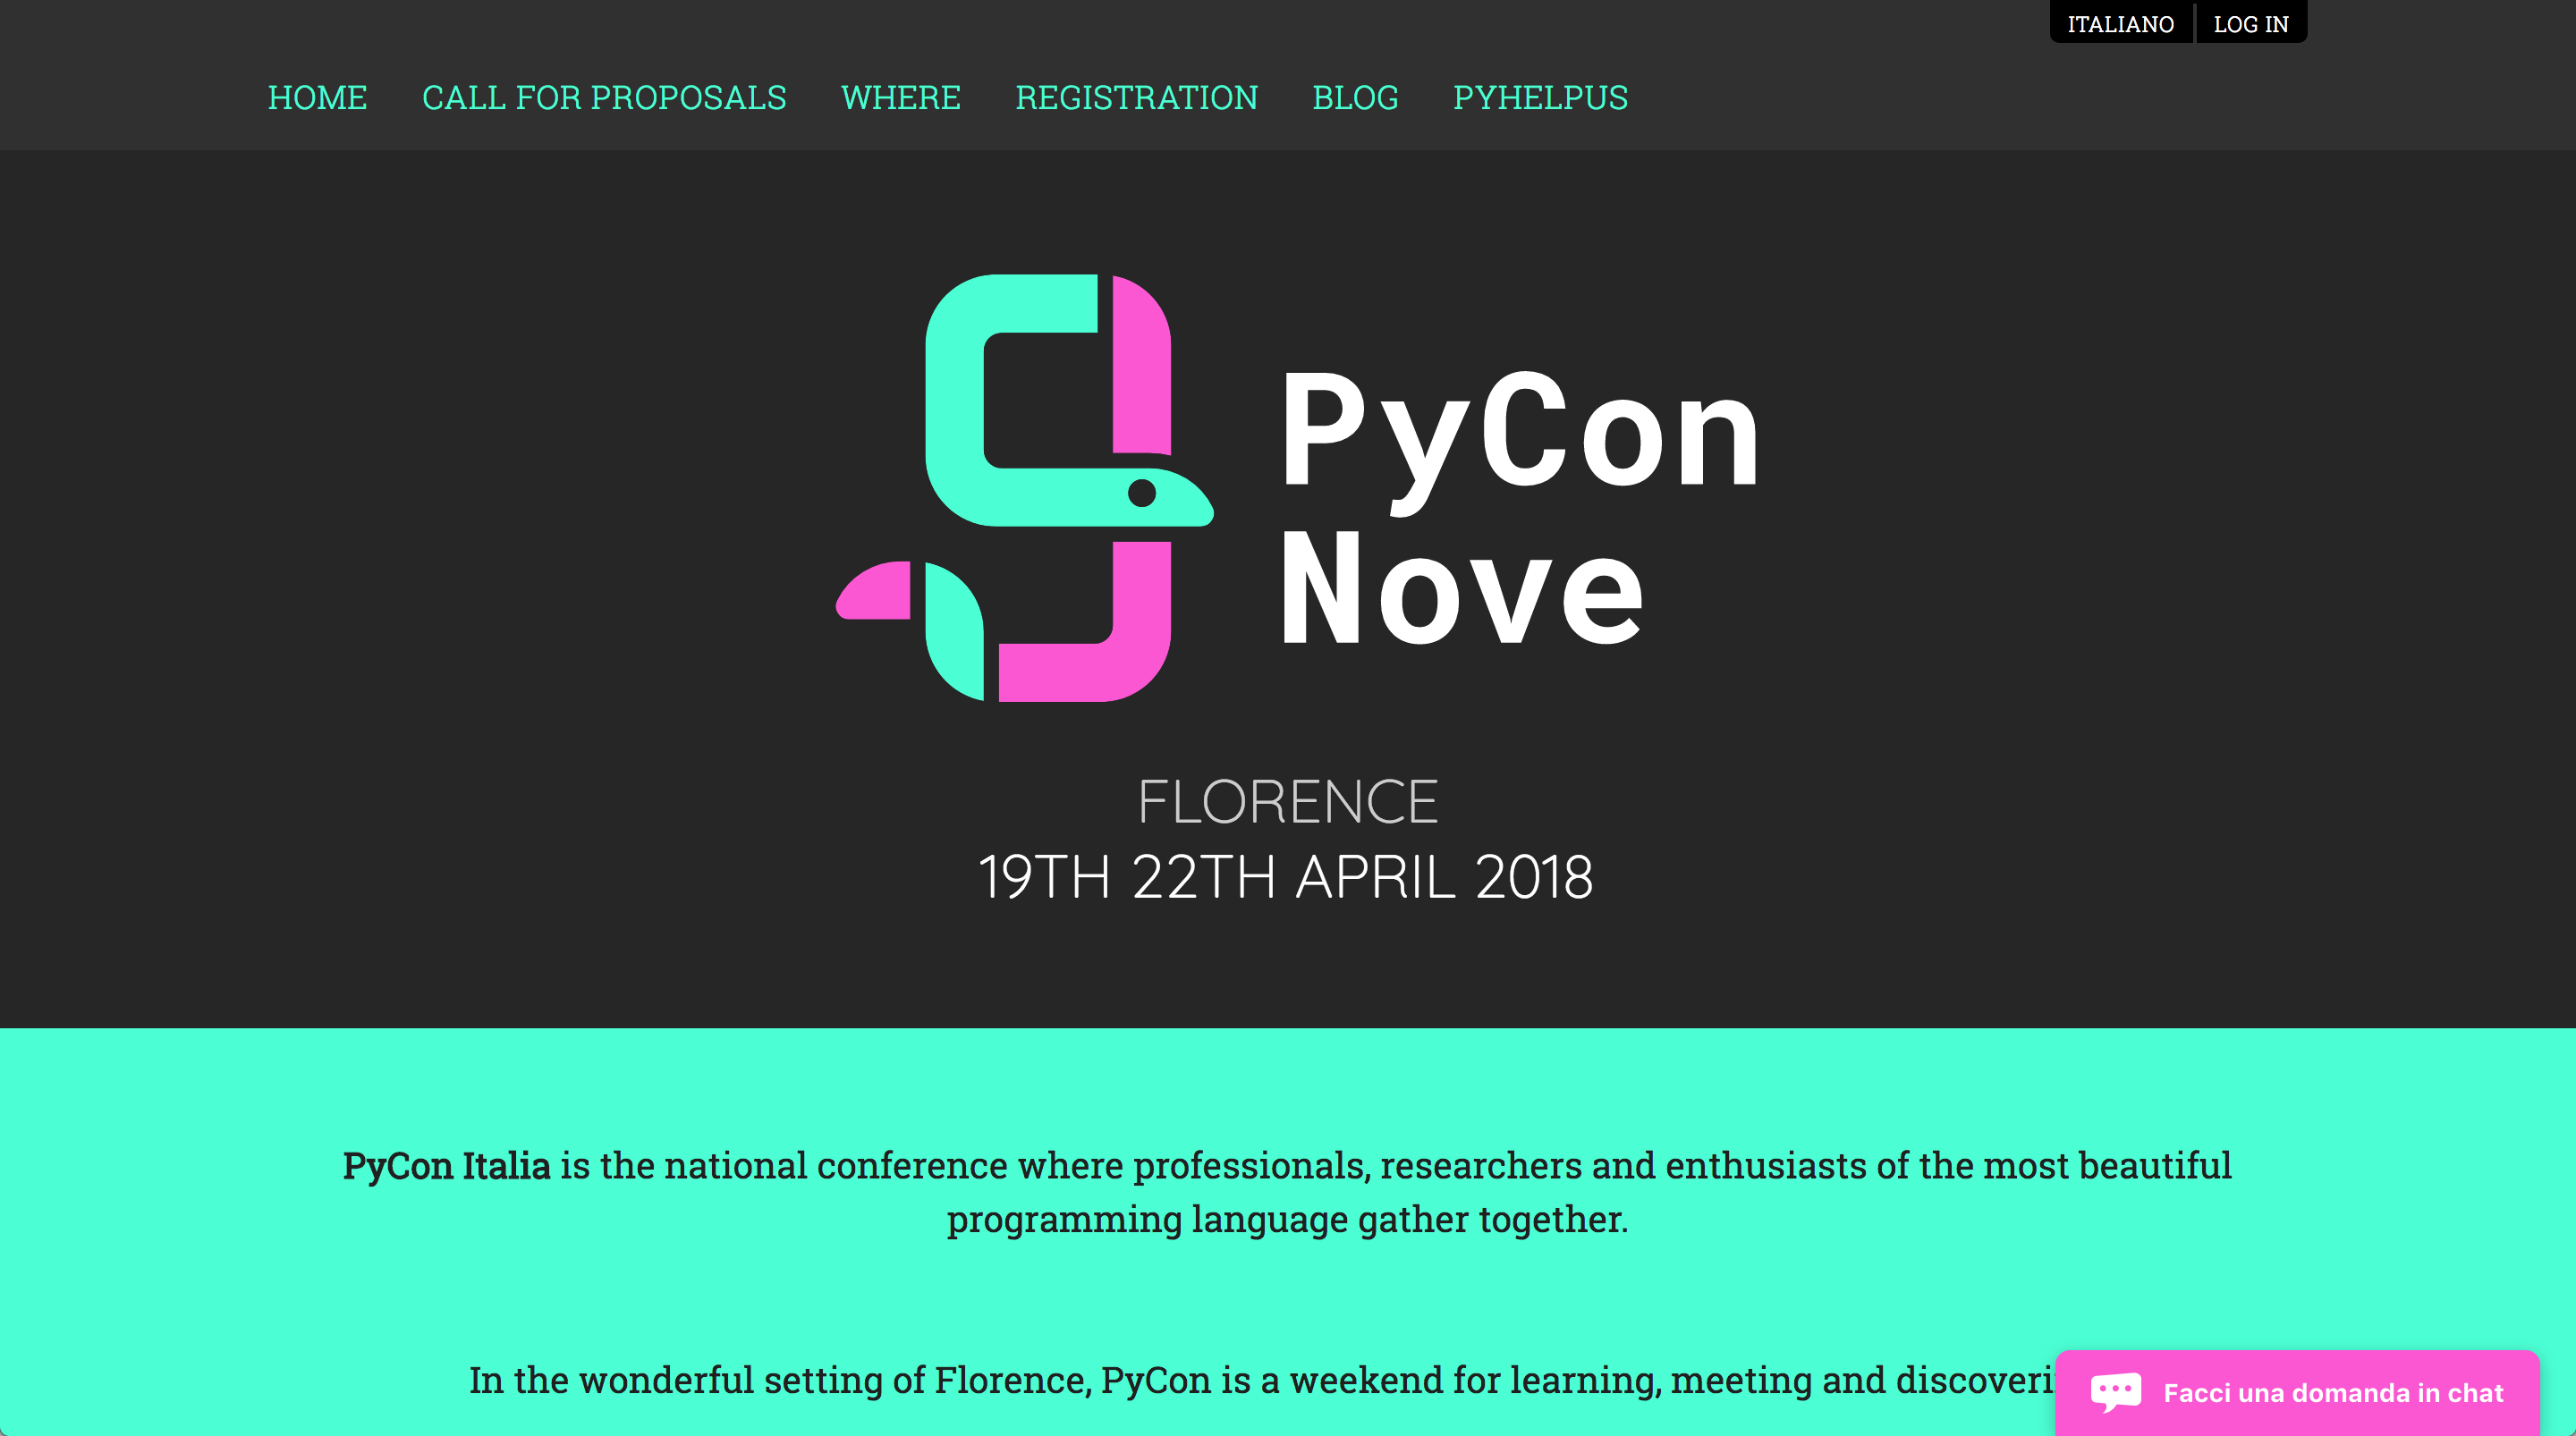 ITALIANO LOG IN
HOME CALL FOR PROPOSALS WHERE REGISTRATION BLOG PYHELPUS
PyCon
Nove
FLORENCE
19TH 22TH APRIL 2018
PyCon Italia is the national conference where professionals, researchers and enthusiasts of the most beautiful
programming language gather together.
In the wonderful setting of Florence, PyCon is a weekend for learning, meeting and discoveri
Facci una domanda in chat